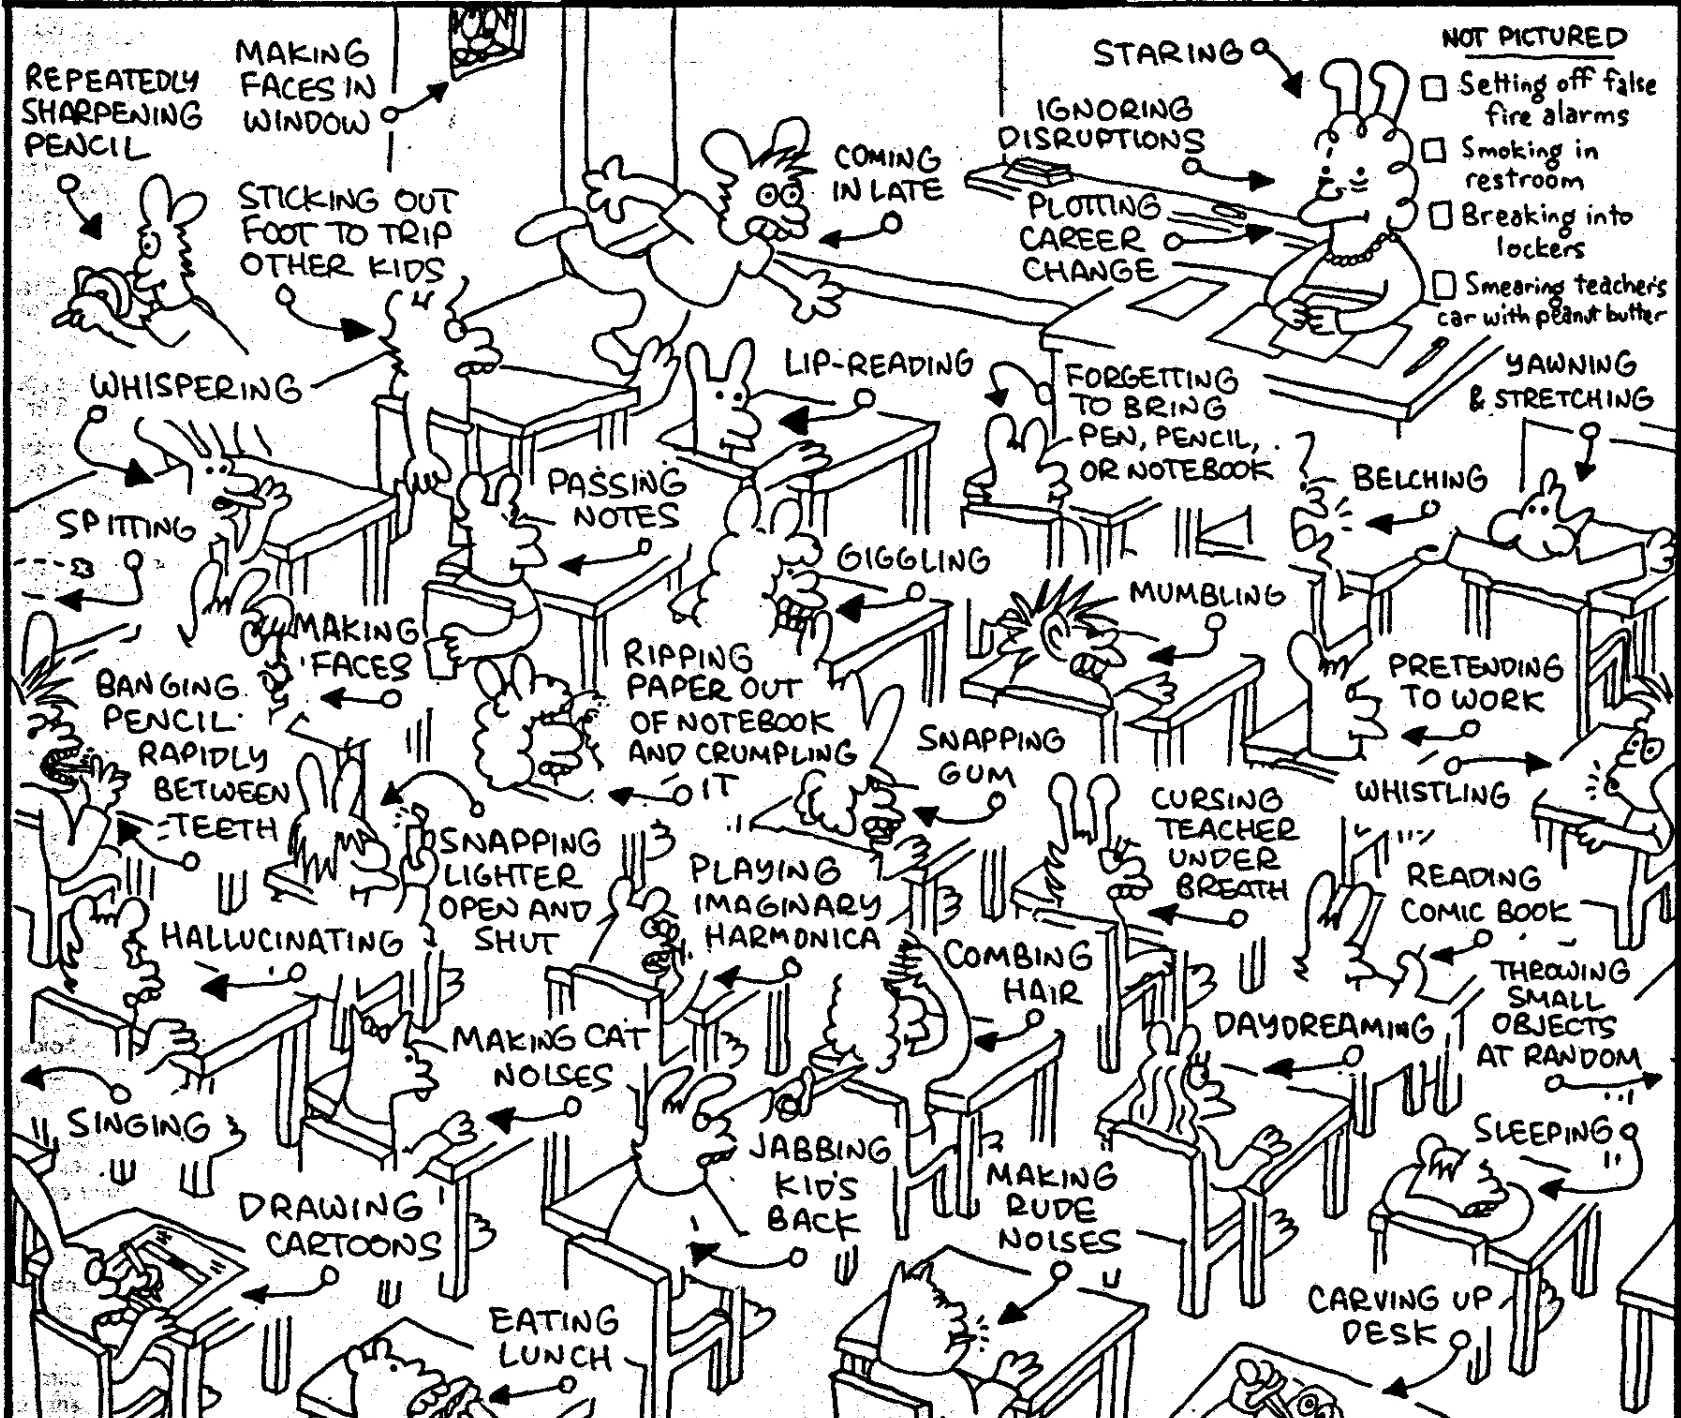 REPEATEDLY
SHARPENING
PENCIL
MAKING
FACES IN
WINDOW
STICKING OUT
FOOT TO TRIP
OTHER KIDS
COMING
IN LATE
STARING
IGNORING
DISRUPTIONS
PLOTTING
CAREER
CHANGE
NOT PICTURED
Setting off false
fire alarms
Smoking in
restroom
Breaking into
lockers
Smearing teacher's
car with peanut butter
WHISPERING
LIP-READING
FORGETTING
TO BRING
PEN, PENCIL,
OR NOTEBOOK
YAWNING
& STRETCHING
SPITTING
PASSING
NOTES
GIGGLING
BELCHING
MUMBLING
MAKING
FACES
BANGING
PENCIL
RAPIDLY
BETWEEN
TEETH
RIPPING
PAPER OUT
OF NOTEBOOK
AND CRUMPLING
IT
SNAPPING
GUM
PRETENDING
TO WORK
WHISTLING
SNAPPING
LIGHTER
OPEN AND
SHUT
PLAYING
IMAGINARY
HARMONICA
CURSING
TEACHER
UNDER
BREATH
READING
COMIC BOOK
HALLUCINATING
COMBING
HAIR
THROWING
SMALL
OBJECTS
AT RANDOM
MAKING CAT
NOISES
DAYDREAMING
SINGING
JABBING
KID'S
BACK
MAKING
RUDE
NOISES
SLEEPING
DRAWING
CARTOONS
EATING
LUNCH
CARVING UP
DESK